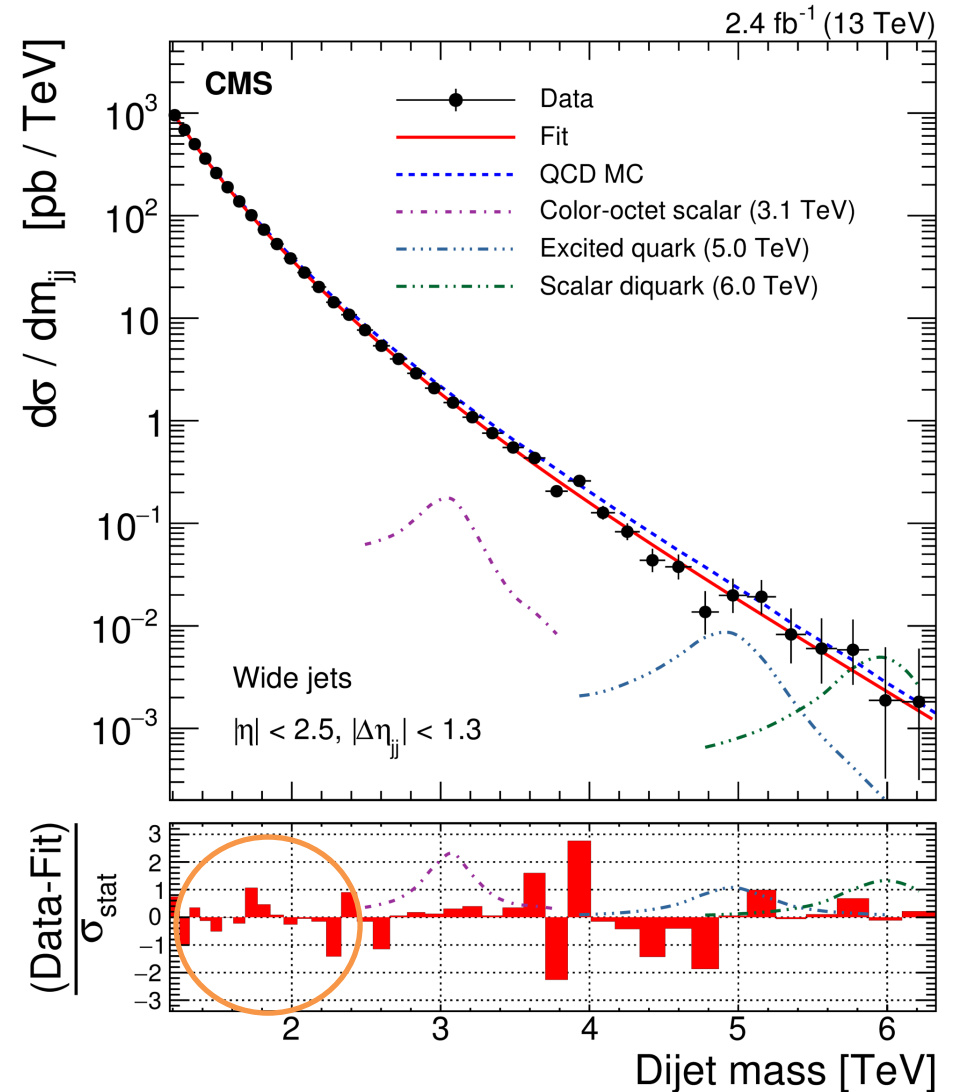 2.4 fb⁻¹ (13 TeV)
CMS
Data
Fit
QCD MC
Color-octet scalar (3.1 TeV)
Excited quark (5.0 TeV)
Scalar diquark (6.0 TeV)
dσ / dm_jj [pb / TeV]
10³
10²
10
1
10⁻¹
10⁻²
10⁻³
Wide jets
|η| < 2.5, |Δη_jj| < 1.3
(Data-Fit)
σ_stat
3
2
1
0
−1
−2
−3
2 3 4 5 6
Dijet mass [TeV]